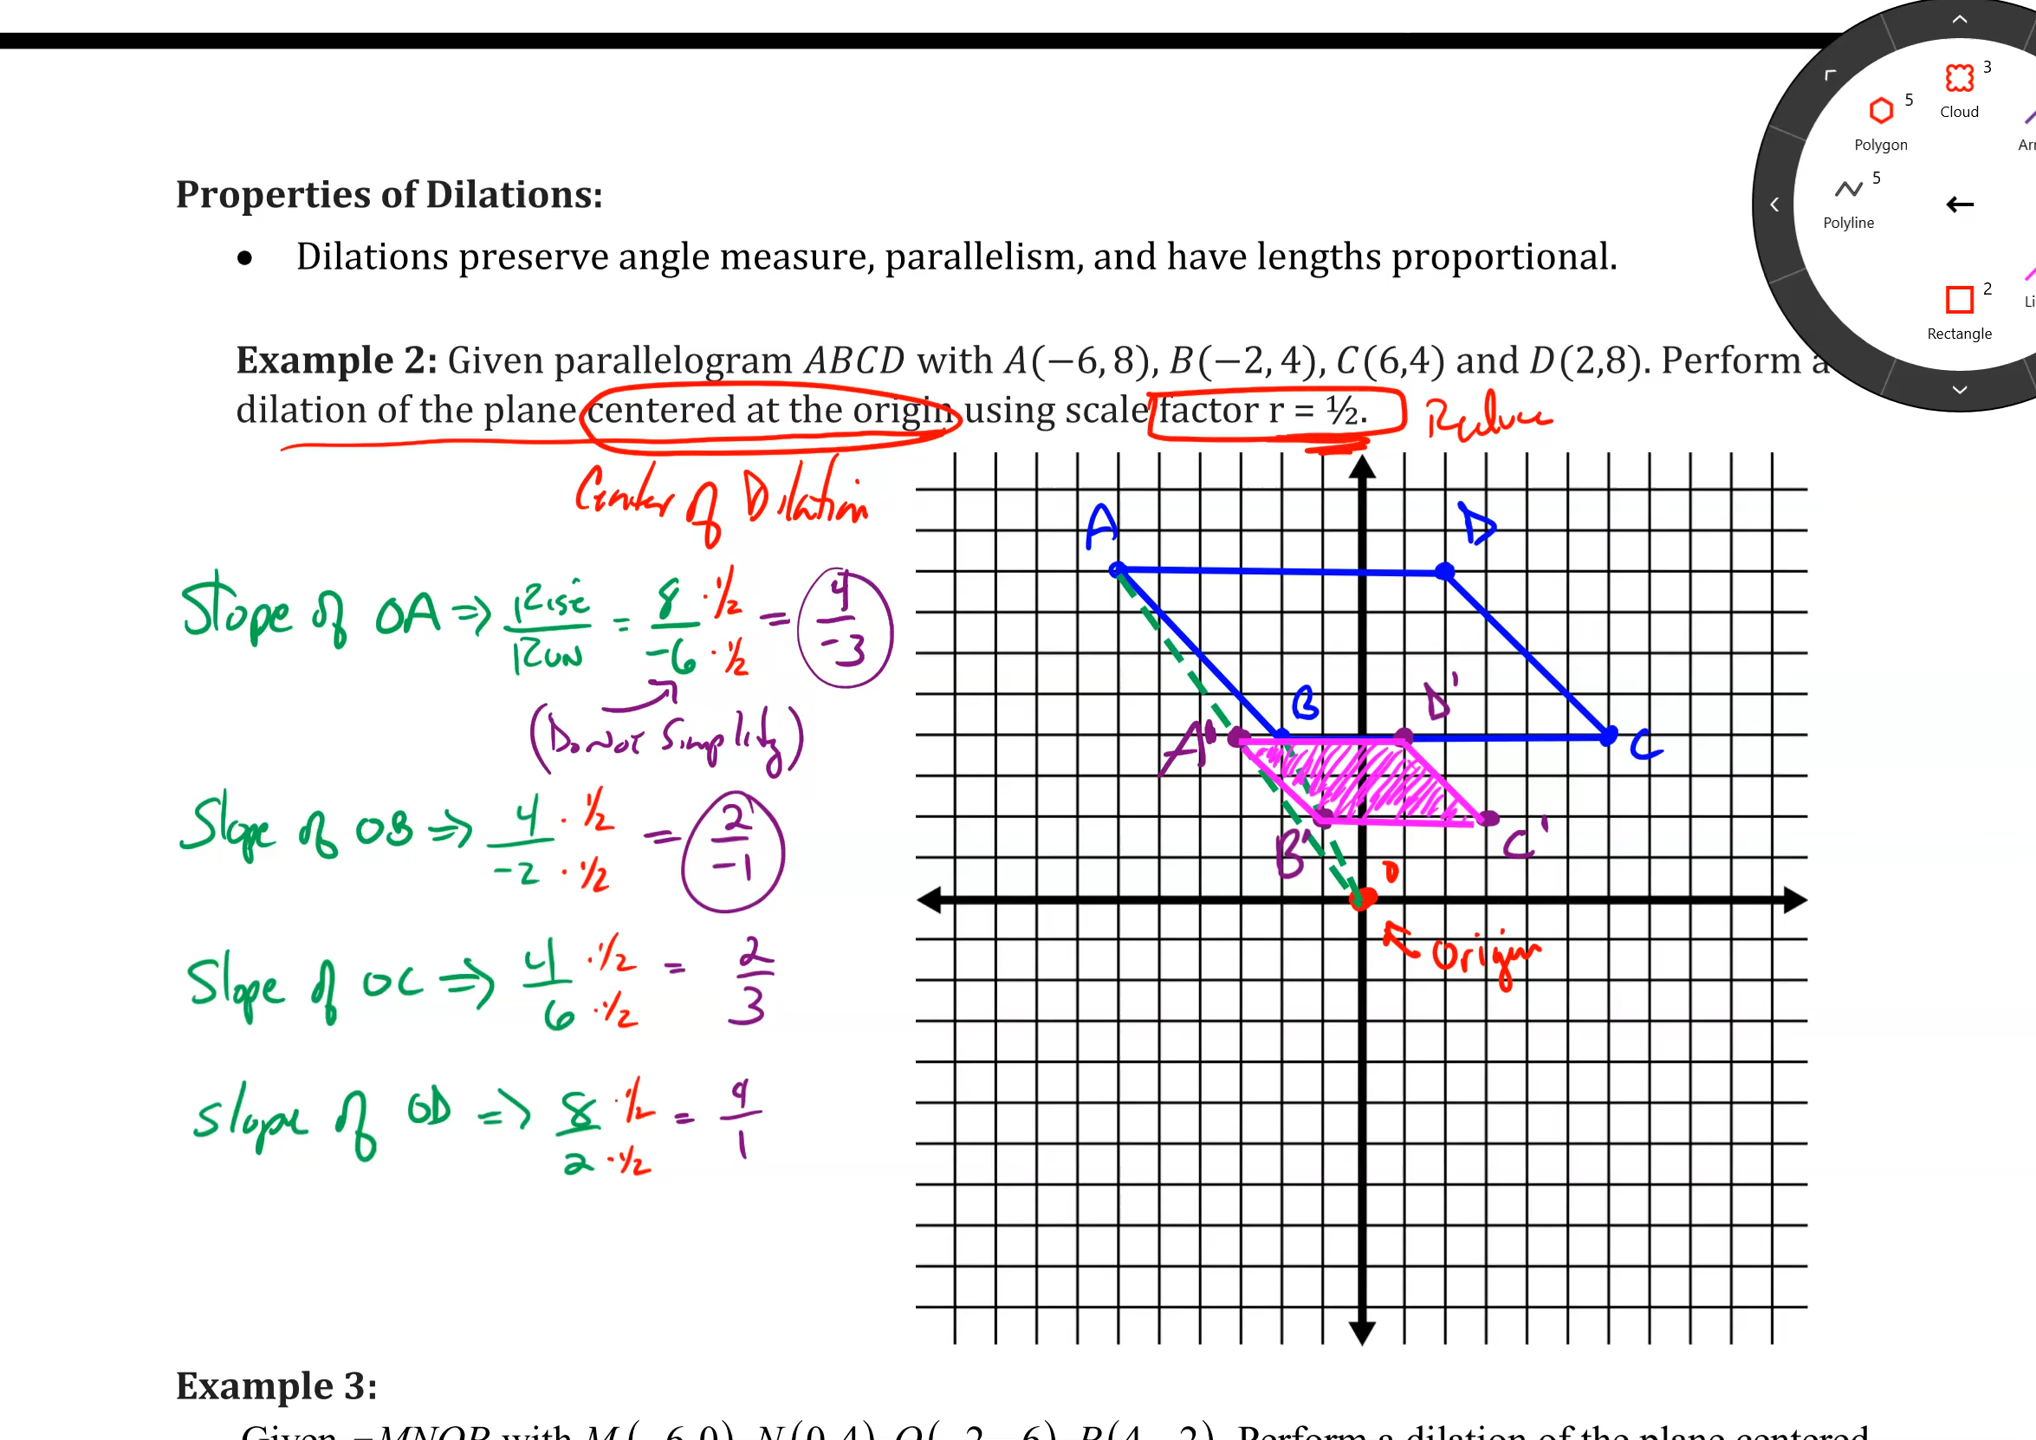 Properties of Dilations:
• Dilations preserve angle measure, parallelism, and have lengths proportional.
Example 2: Given parallelogram ABCD with A(−6, 8), B(−2, 4), C(6,4) and D(2,8). Perform a
dilation of the plane centered at the origin using scale factor r = ½.
Reduce
Center of Dilation
Slope of OA => Rise/Run = 8/-6 · 1/2 / · 1/2 = 4/-3
(Do Not Simplify)
Slope of OB => 4/-2 · 1/2 / · 1/2 = 2/-1
Slope of OC => 4/6 · 1/2 / · 1/2 = 2/3
Slope of OD => 8/2 · 1/2 / · 1/2 = 4/1
A
D
B
D'
A'
C
B'
C'
O
Origin
Example 3:
3
Cloud
5
Polygon
5
Polyline
2
Rectangle